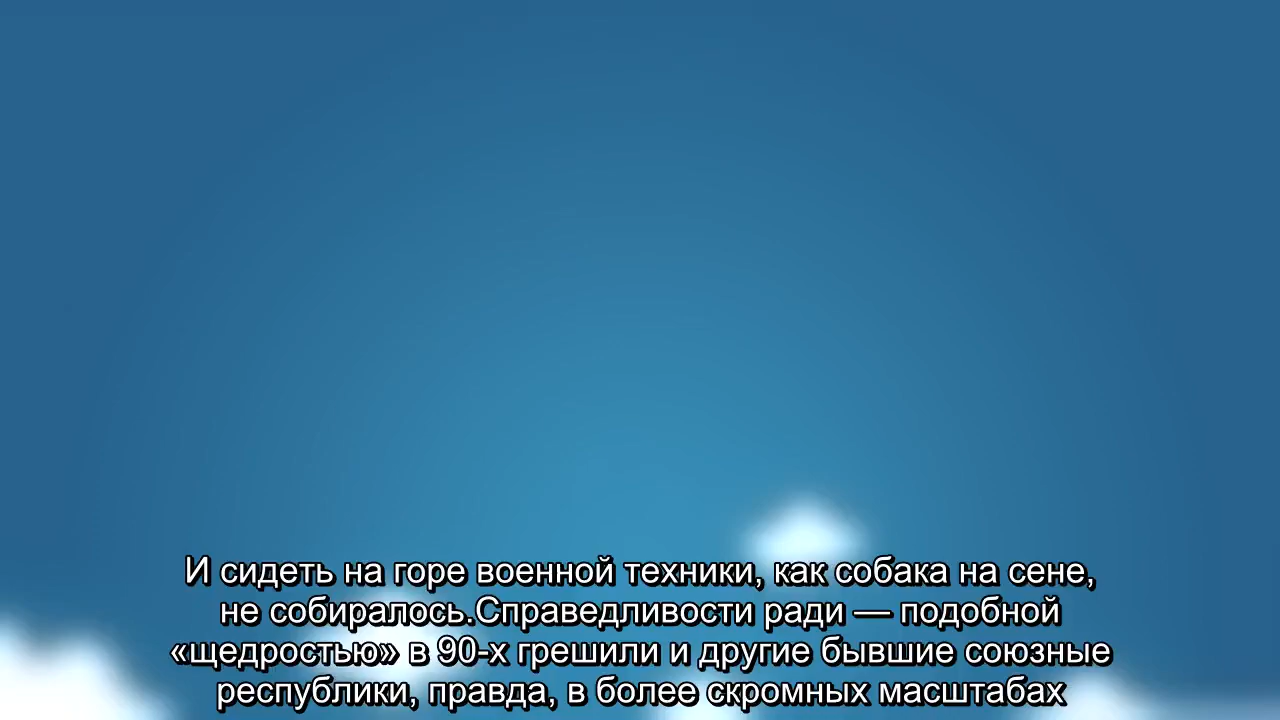 И сидеть на горе военной техники, как собака на сене,
не собиралось.Справедливости ради — подобной
«щедростью» в 90-х грешили и другие бывшие союзные
республики, правда, в более скромных масштабах